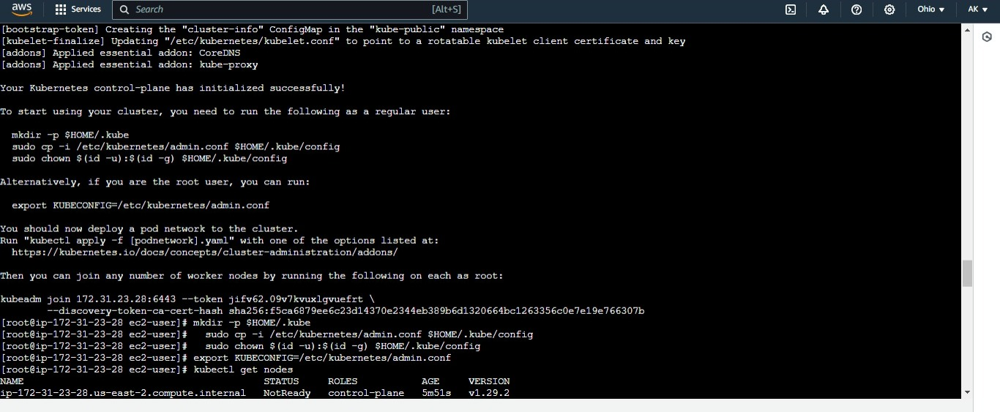 aws
Services
Search
[Alt+S]
Ohio
AK
[bootstrap-token] Creating the "cluster-info" ConfigMap in the "kube-public" namespace
[kubelet-finalize] Updating "/etc/kubernetes/kubelet.conf" to point to a rotatable kubelet client certificate and key
[addons] Applied essential addon: CoreDNS
[addons] Applied essential addon: kube-proxy
Your Kubernetes control-plane has initialized successfully!
To start using your cluster, you need to run the following as a regular user:
mkdir -p $HOME/.kube
sudo cp -i /etc/kubernetes/admin.conf $HOME/.kube/config
sudo chown $(id -u):$(id -g) $HOME/.kube/config
Alternatively, if you are the root user, you can run:
export KUBECONFIG=/etc/kubernetes/admin.conf
You should now deploy a pod network to the cluster.
Run "kubectl apply -f [podnetwork].yaml" with one of the options listed at:
https://kubernetes.io/docs/concepts/cluster-administration/addons/
Then you can join any number of worker nodes by running the following on each as root:
kubeadm join 172.31.23.28:6443 --token jifv62.09v7kvuxlgvuefrt \
--discovery-token-ca-cert-hash sha256:f5ca6879ee6c23d14370e2344eb389b6d1320664bc1263356c0e7e19e766307b
[root@ip-172-31-23-28 ec2-user]# mkdir -p $HOME/.kube
[root@ip-172-31-23-28 ec2-user]#   sudo cp -i /etc/kubernetes/admin.conf $HOME/.kube/config
[root@ip-172-31-23-28 ec2-user]#   sudo chown $(id -u):$(id -g) $HOME/.kube/config
[root@ip-172-31-23-28 ec2-user]# export KUBECONFIG=/etc/kubernetes/admin.conf
[root@ip-172-31-23-28 ec2-user]# kubectl get nodes
NAME STATUS ROLES AGE VERSION
ip-172-31-23-28.us-east-2.compute.internal NotReady control-plane 5m51s v1.29.2